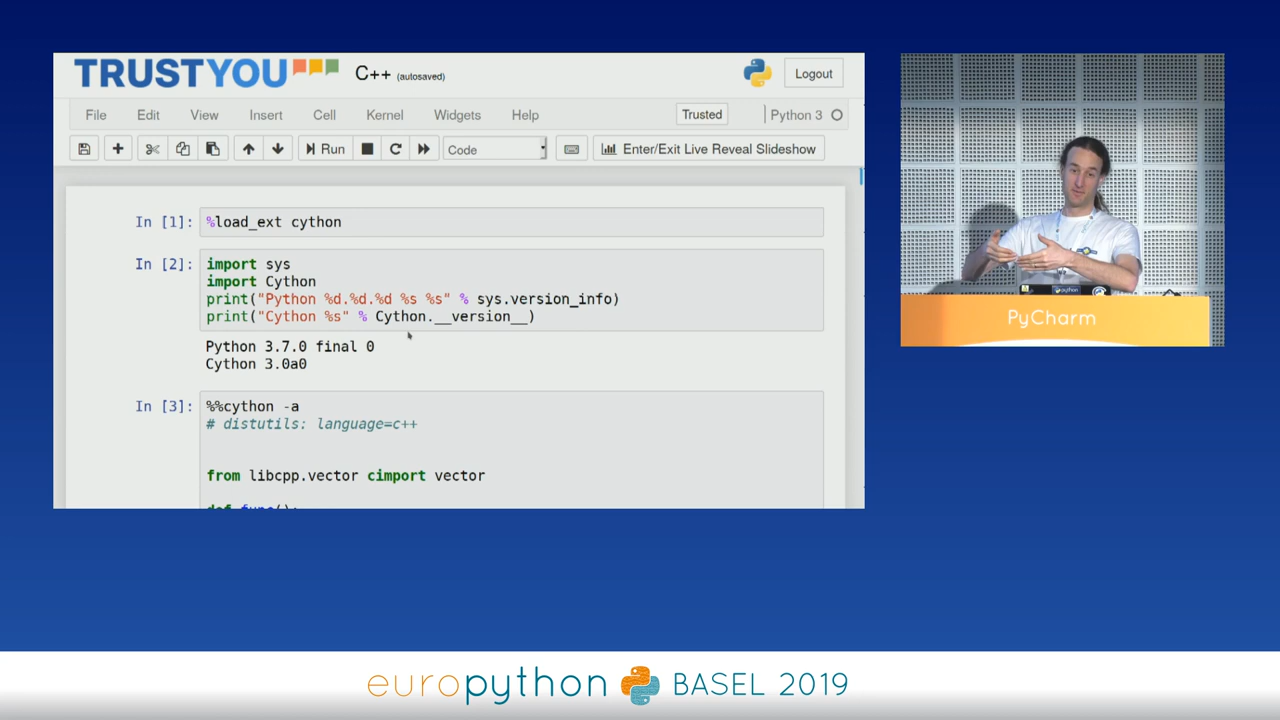 TRUSTYOU C++ (autosaved) Logout
File Edit View Insert Cell Kernel Widgets Help Trusted Python 3
Run Code Enter/Exit Live Reveal Slideshow
In [1]: %load_ext cython
In [2]: import sys
import Cython
print("Python %d.%d.%d %s %s" % sys.version_info)
print("Cython %s" % Cython.__version__)
Python 3.7.0 final 0
Cython 3.0a0
In [3]: %%cython -a
# distutils: language=c++
from libcpp.vector cimport vector
def func():
python
PyCharm
europython BASEL 2019